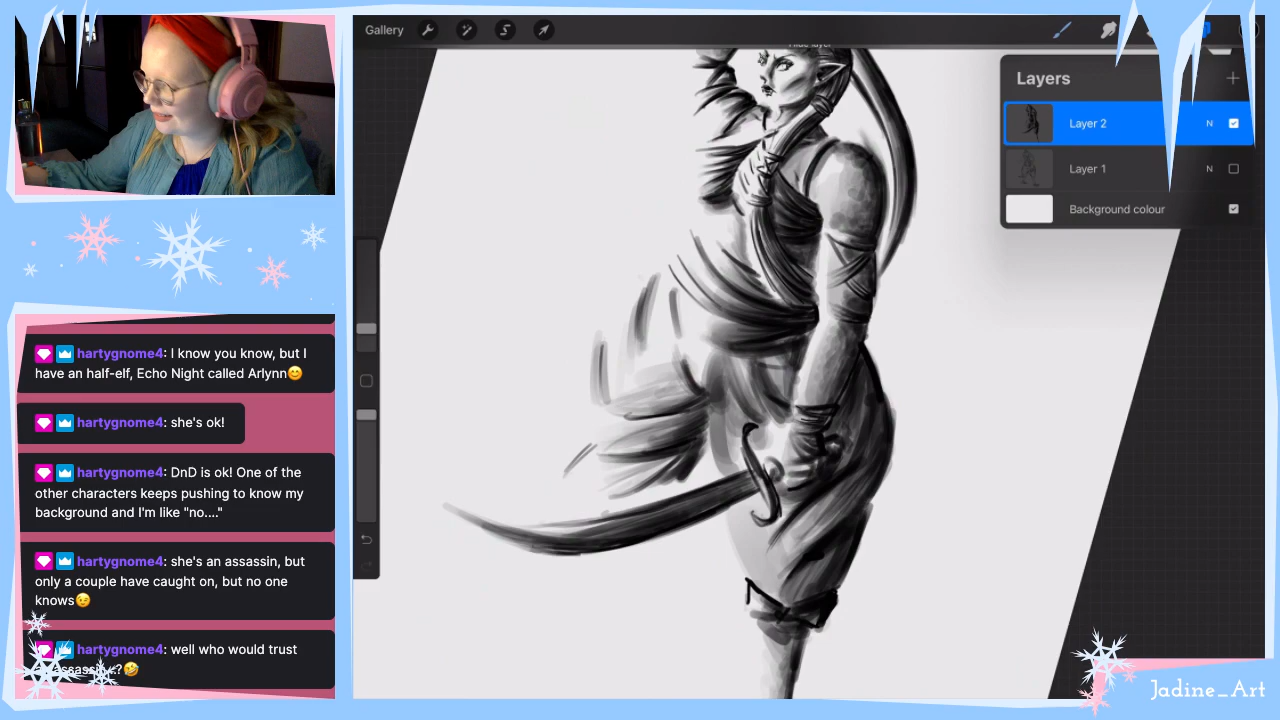 Gallery
Layers
Layer 2
N
Layer 1
N
Background colour
hartygnome4: I know you know, but I
have an half-elf, Echo Night called Arlynn😊
hartygnome4: she's ok!
hartygnome4: DnD is ok! One of the
other characters keeps pushing to know my
background and I'm like "no...."
hartygnome4: she's an assassin, but
only a couple have caught on, but no one
knows😉
hartygnome4: well who would trust
?🤣
Jadine_Art